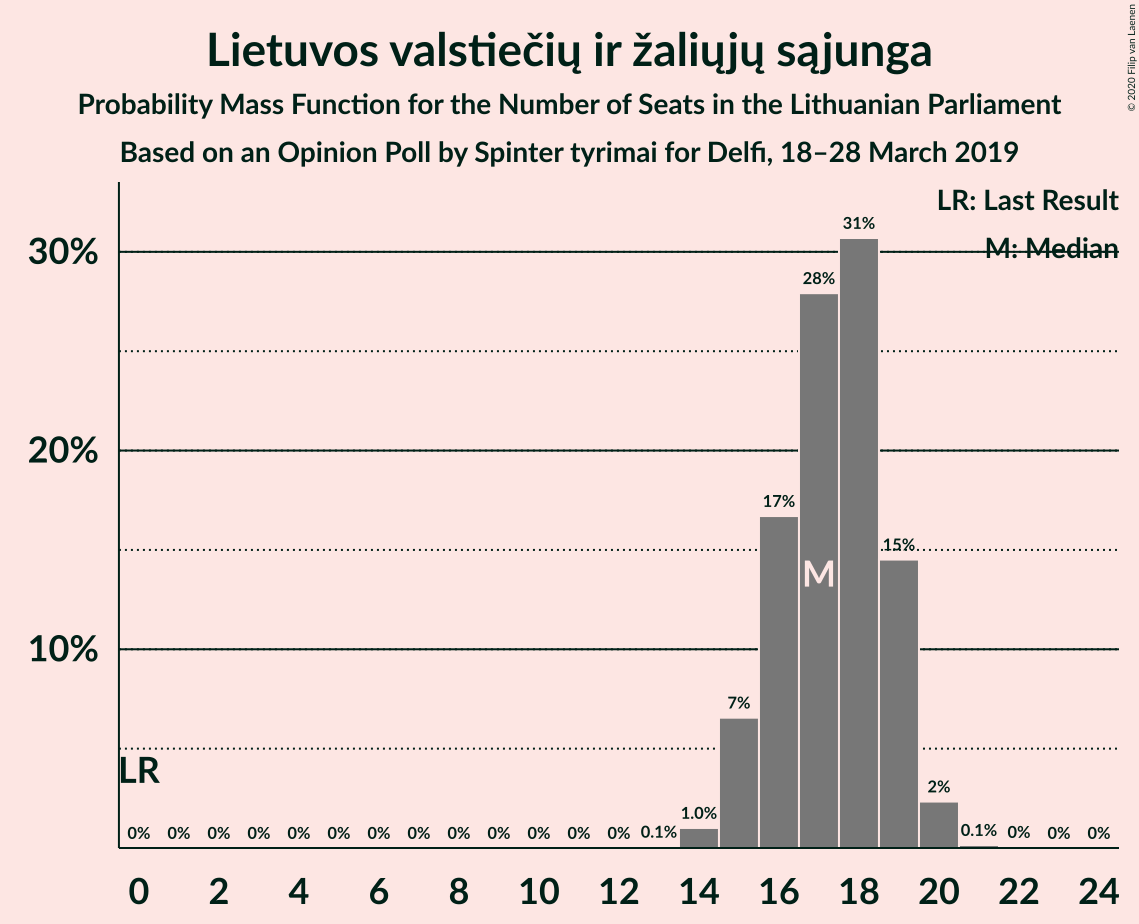 Lietuvos valstiečių ir žaliųjų sąjunga
Probability Mass Function for the Number of Seats in the Lithuanian Parliament
Based on an Opinion Poll by Spinter tyrimai for Delfi, 18–28 March 2019
© 2020 Filip van Laenen
LR: Last Result
M: Median
30%
20%
10%
31%
28%
17%
15%
M
7%
LR
2%
1.0%
0% 0% 0% 0% 0% 0% 0% 0% 0% 0% 0% 0% 0% 0.1% 0.1% 0% 0% 0%
0 2 4 6 8 10 12 14 16 18 20 22 24